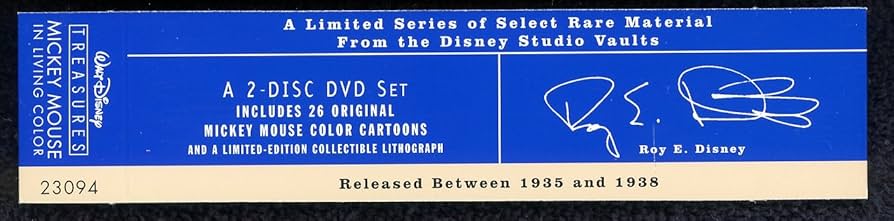 Walt Disney
TREASURES
MICKEY MOUSE
IN LIVING COLOR
23094
A Limited Series of Select Rare Material
From the Disney Studio Vaults
A 2-DISC DVD SET
INCLUDES 26 ORIGINAL
MICKEY MOUSE COLOR CARTOONS
AND A LIMITED-EDITION COLLECTIBLE LITHOGRAPH
Roy E. Disney
Roy E. Disney
Released Between 1935 and 1938